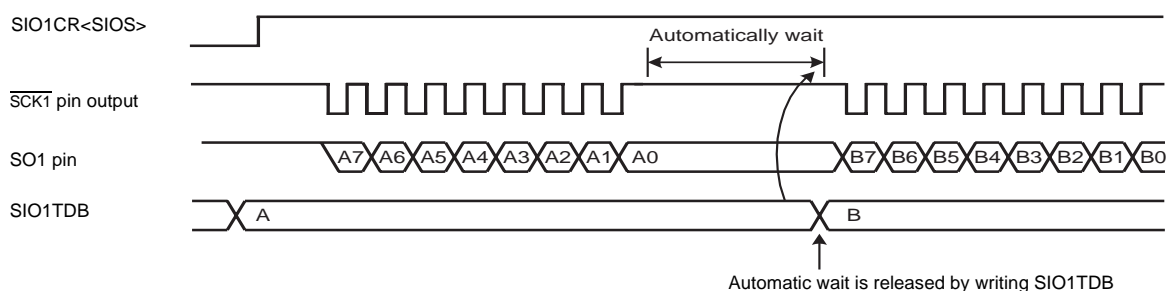 SIO1CR<SIOS>
Automatically wait
SCK1 pin output
SO1 pin
A7 A6 A5 A4 A3 A2 A1 A0 B7 B6 B5 B4 B3 B2 B1 B0
SIO1TDB
A B
Automatic wait is released by writing SIO1TDB